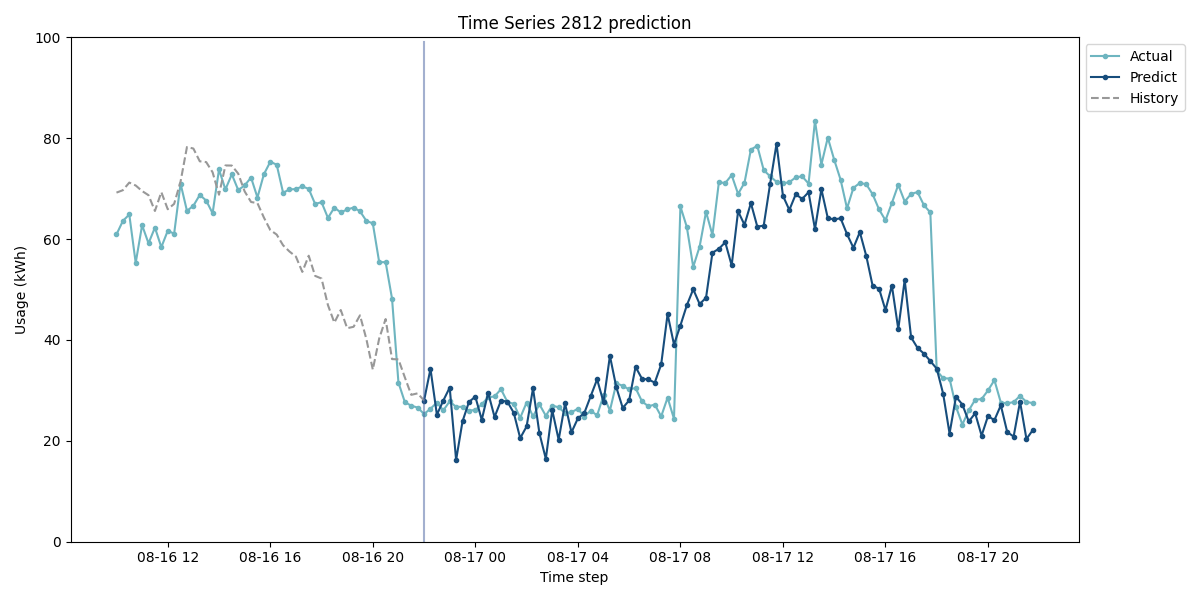 Time Series 2812 prediction
Usage (kWh)
100
80
60
40
20
0
08-16 12
08-16 16
08-16 20
08-17 00
08-17 04
08-17 08
08-17 12
08-17 16
08-17 20
Time step
Actual
Predict
History